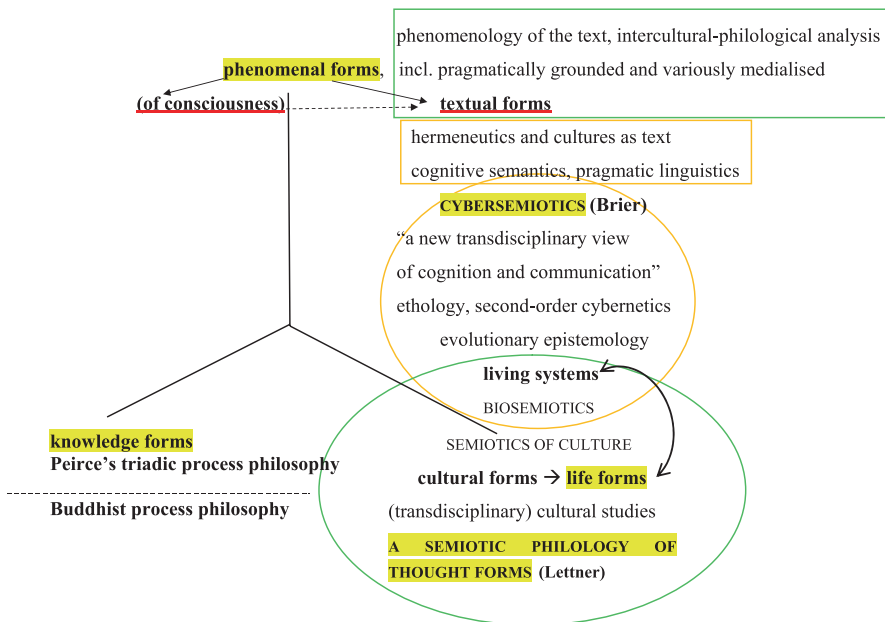 phenomenology of the text, intercultural-philological analysis
phenomenal forms, incl. pragmatically grounded and variously medialised
(of consciousness) textual forms
hermeneutics and cultures as text
cognitive semantics, pragmatic linguistics
CYBERSEMIOTICS (Brier)
“a new transdisciplinary view
of cognition and communication”
ethology, second-order cybernetics
evolutionary epistemology
living systems
BIOSEMIOTICS
SEMIOTICS OF CULTURE
knowledge forms
Peirce’s triadic process philosophy
cultural forms → life forms
Buddhist process philosophy
(transdisciplinary) cultural studies
A SEMIOTIC PHILOLOGY OF
THOUGHT FORMS (Lettner)